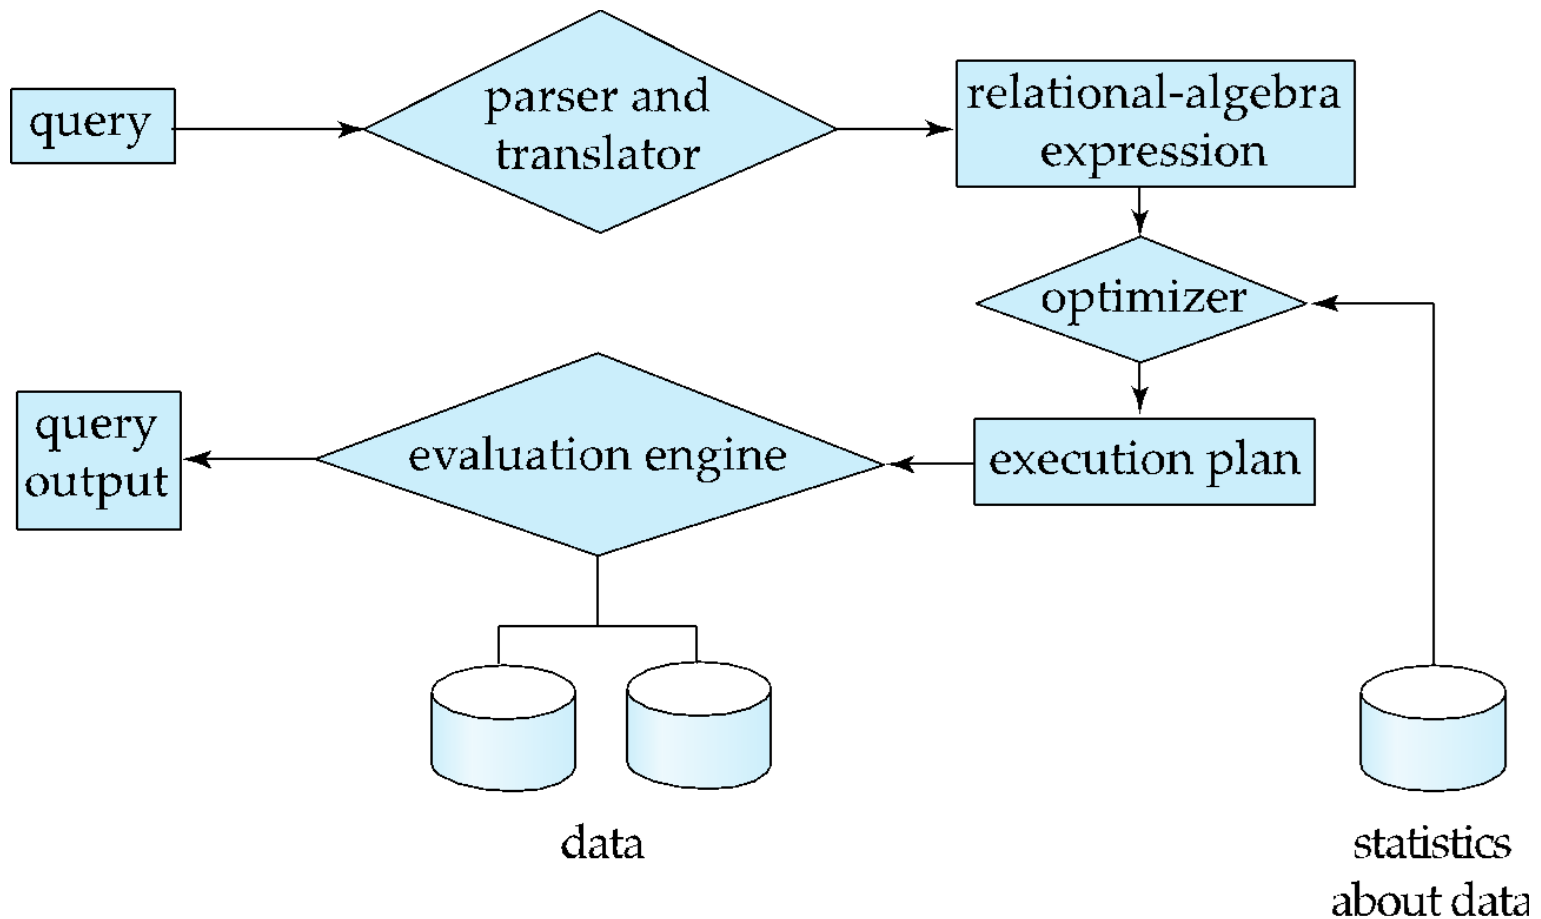 query
parser and
translator
relational-algebra
expression
optimizer
query
output
evaluation engine
execution plan
data
statistics
about data